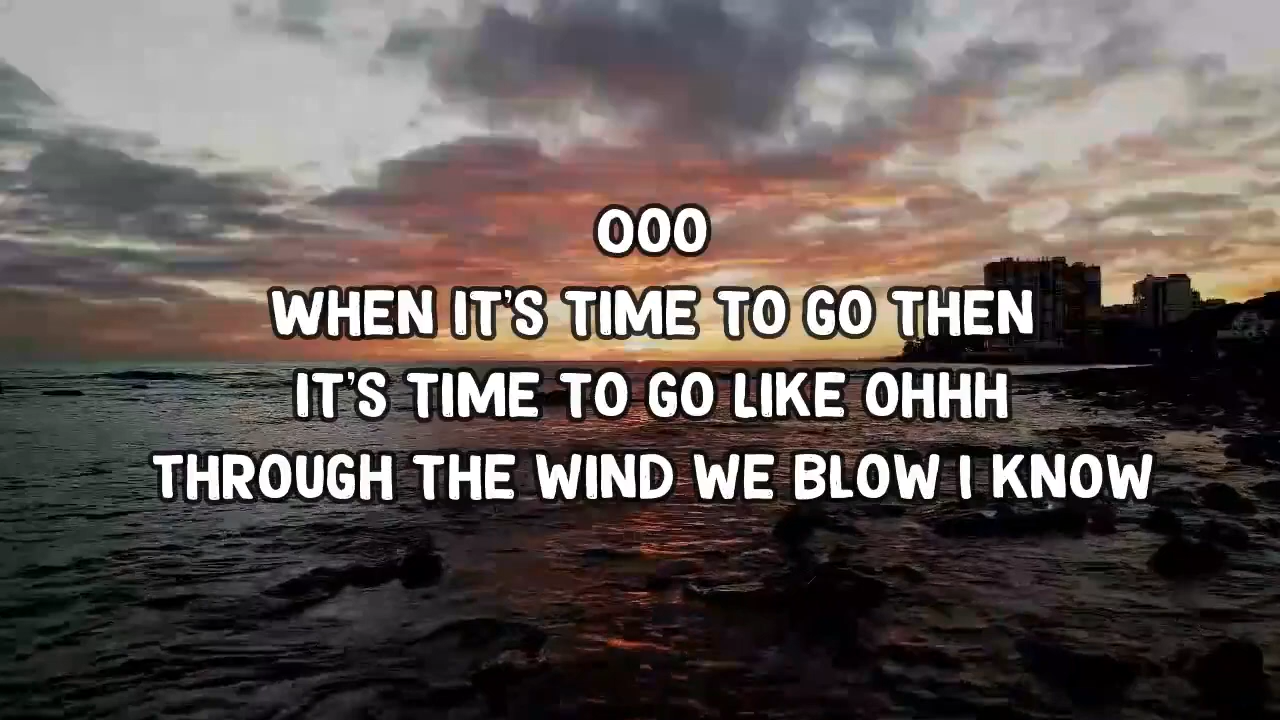 OOO
WHEN IT'S TIME TO GO THEN
IT'S TIME TO GO LIKE OHHH
THROUGH THE WIND WE BLOW I KNOW